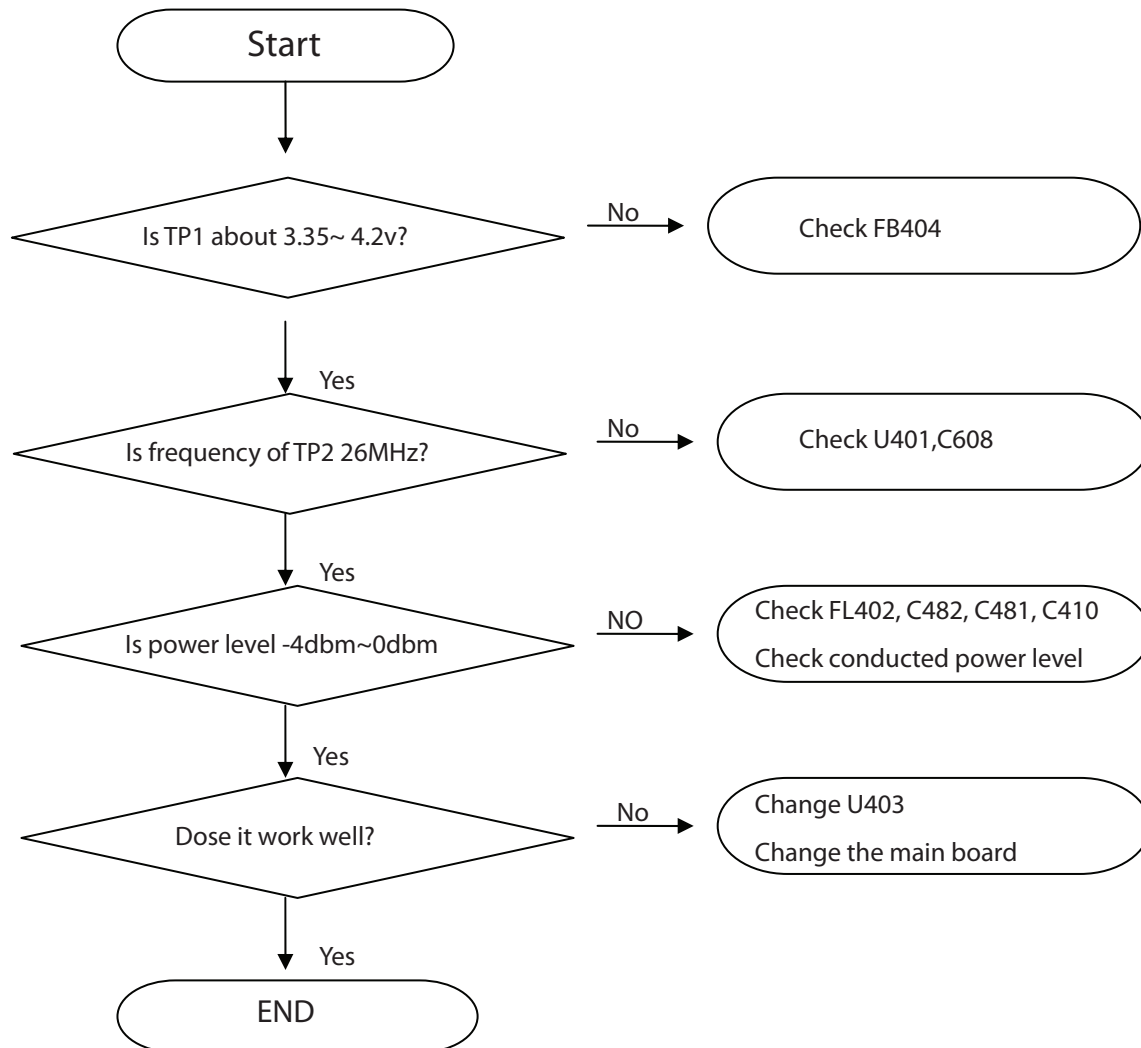 Start
Is TP1 about 3.35~ 4.2v?
No
Check FB404
Yes
Is frequency of TP2 26MHz?
No
Check U401,C608
Yes
Is power level -4dbm~0dbm
NO
Check FL402, C482, C481, C410
Check conducted power level
Yes
Dose it work well?
No
Change U403
Change the main board
Yes
END